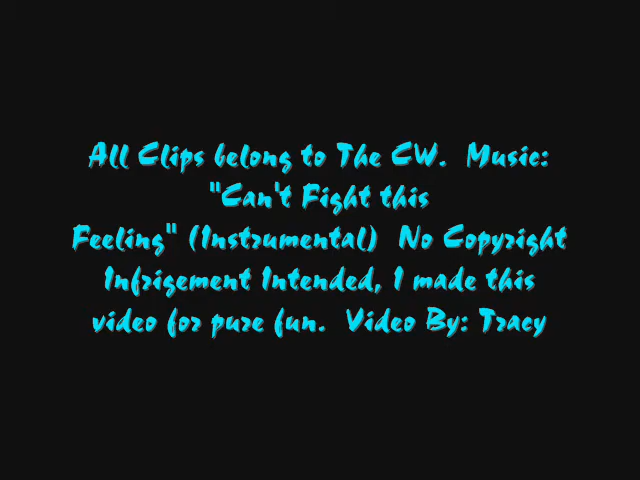 All Clips belong to The CW.  Music:
"Can't Fight this
Feeling" (Instrumental)  No Copyright
Infrigement Intended, I made this
video for pure fun.  Video By: Tracy